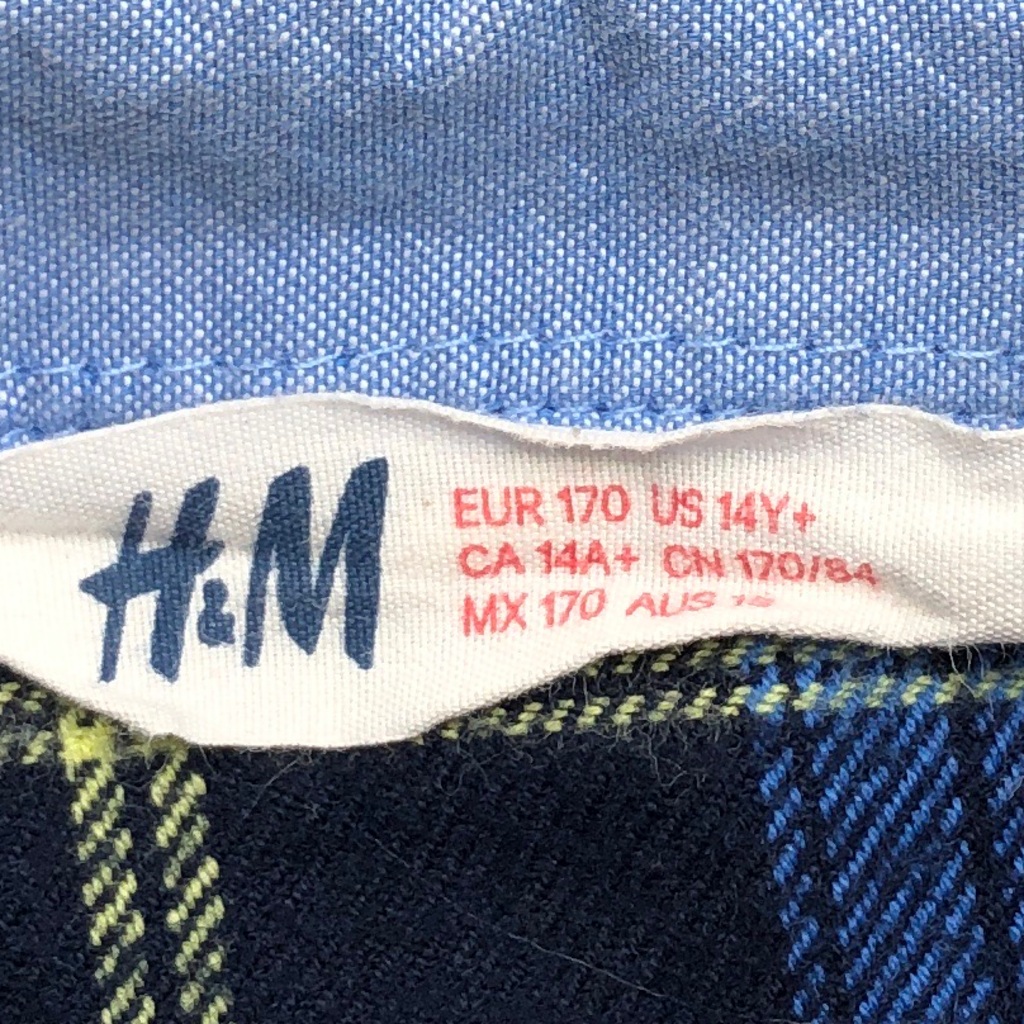 H&M
EUR 170 US 14Y+
CA 14A+ CN 170/84
MX 170 AUS